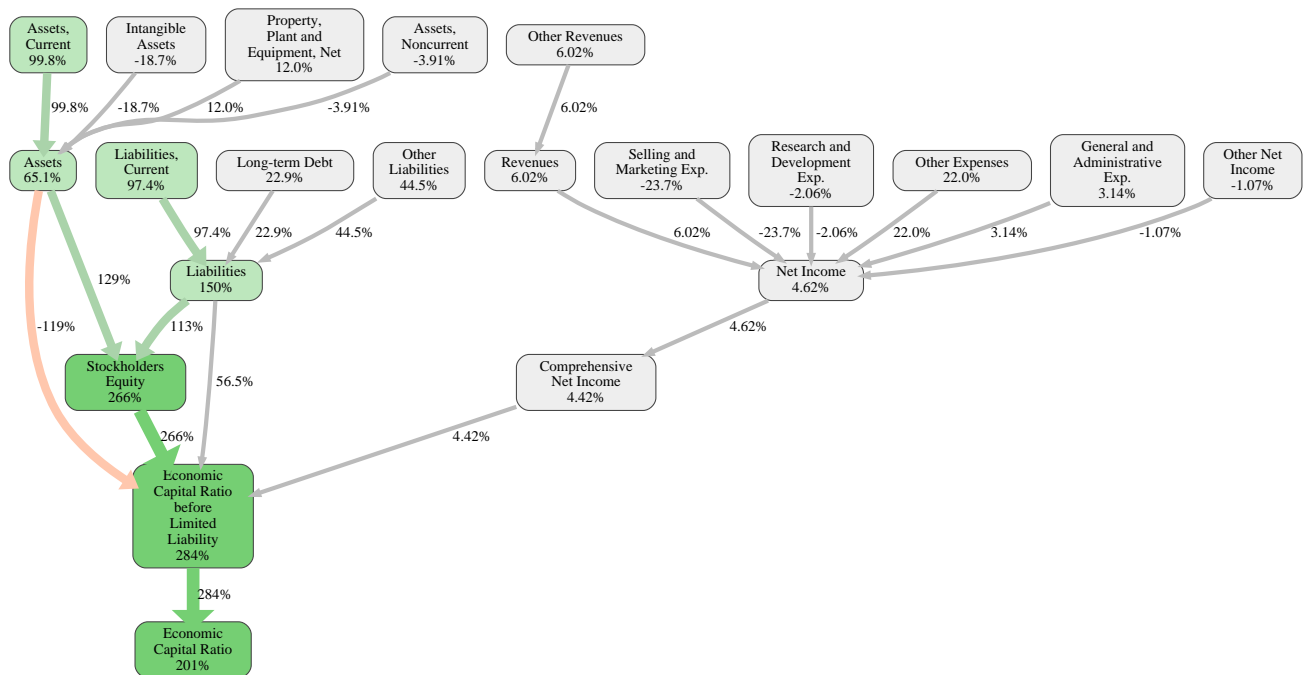 Assets,
Current
99.8%
Intangible
Assets
-18.7%
Property,
Plant and
Equipment, Net
12.0%
Assets,
Noncurrent
-3.91%
Other Revenues
6.02%
99.8%
-18.7%
12.0%
-3.91%
6.02%
Assets
65.1%
Liabilities,
Current
97.4%
Long-term Debt
22.9%
Other
Liabilities
44.5%
Revenues
6.02%
Selling and
Marketing Exp.
-23.7%
Research and
Development
Exp.
-2.06%
Other Expenses
22.0%
General and
Administrative
Exp.
3.14%
Other Net
Income
-1.07%
97.4%
22.9%
44.5%
6.02%
-23.7%
-2.06%
22.0%
3.14%
-1.07%
Liabilities
150%
Net Income
4.62%
129%
-119%
113%
4.62%
Stockholders
Equity
266%
56.5%
Comprehensive
Net Income
4.42%
266%
4.42%
Economic
Capital Ratio
before
Limited
Liability
284%
284%
Economic
Capital Ratio
201%